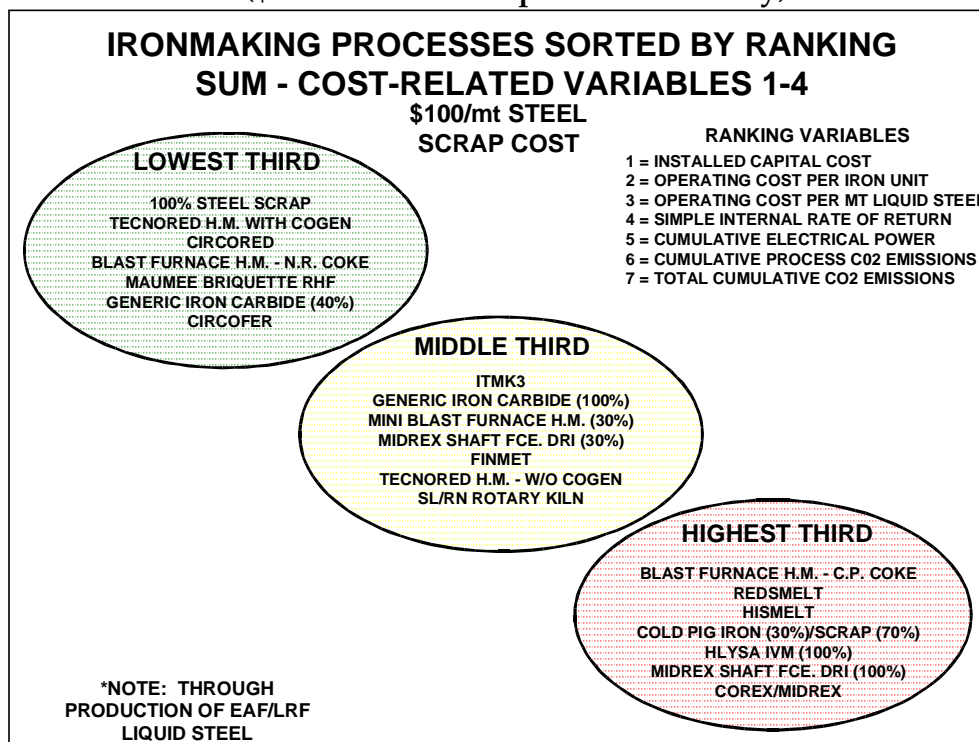 IRONMAKING PROCESSES SORTED BY RANKING
SUM - COST-RELATED VARIABLES 1-4
$100/mt STEEL
SCRAP COST
RANKING VARIABLES
1 = INSTALLED CAPITAL COST
2 = OPERATING COST PER IRON UNIT
3 = OPERATING COST PER MT LIQUID STEEL
4 = SIMPLE INTERNAL RATE OF RETURN
5 = CUMULATIVE ELECTRICAL POWER
6 = CUMULATIVE PROCESS C02 EMISSIONS
7 = TOTAL CUMULATIVE CO2 EMISSIONS
LOWEST THIRD
100% STEEL SCRAP
TECNORED H.M. WITH COGEN
CIRCORED
BLAST FURNACE H.M. - N.R. COKE
MAUMEE BRIQUETTE RHF
GENERIC IRON CARBIDE (40%)
CIRCOFER
MIDDLE THIRD
ITMK3
GENERIC IRON CARBIDE (100%)
MINI BLAST FURNACE H.M. (30%)
MIDREX SHAFT FCE. DRI (30%)
FINMET
TECNORED H.M. - W/O COGEN
SL/RN ROTARY KILN
HIGHEST THIRD
BLAST FURNACE H.M. - C.P. COKE
REDSMELT
HISMELT
COLD PIG IRON (30%)/SCRAP (70%)
HLYSA IVM (100%)
MIDREX SHAFT FCE. DRI (100%)
COREX/MIDREX
*NOTE: THROUGH
PRODUCTION OF EAF/LRF
LIQUID STEEL